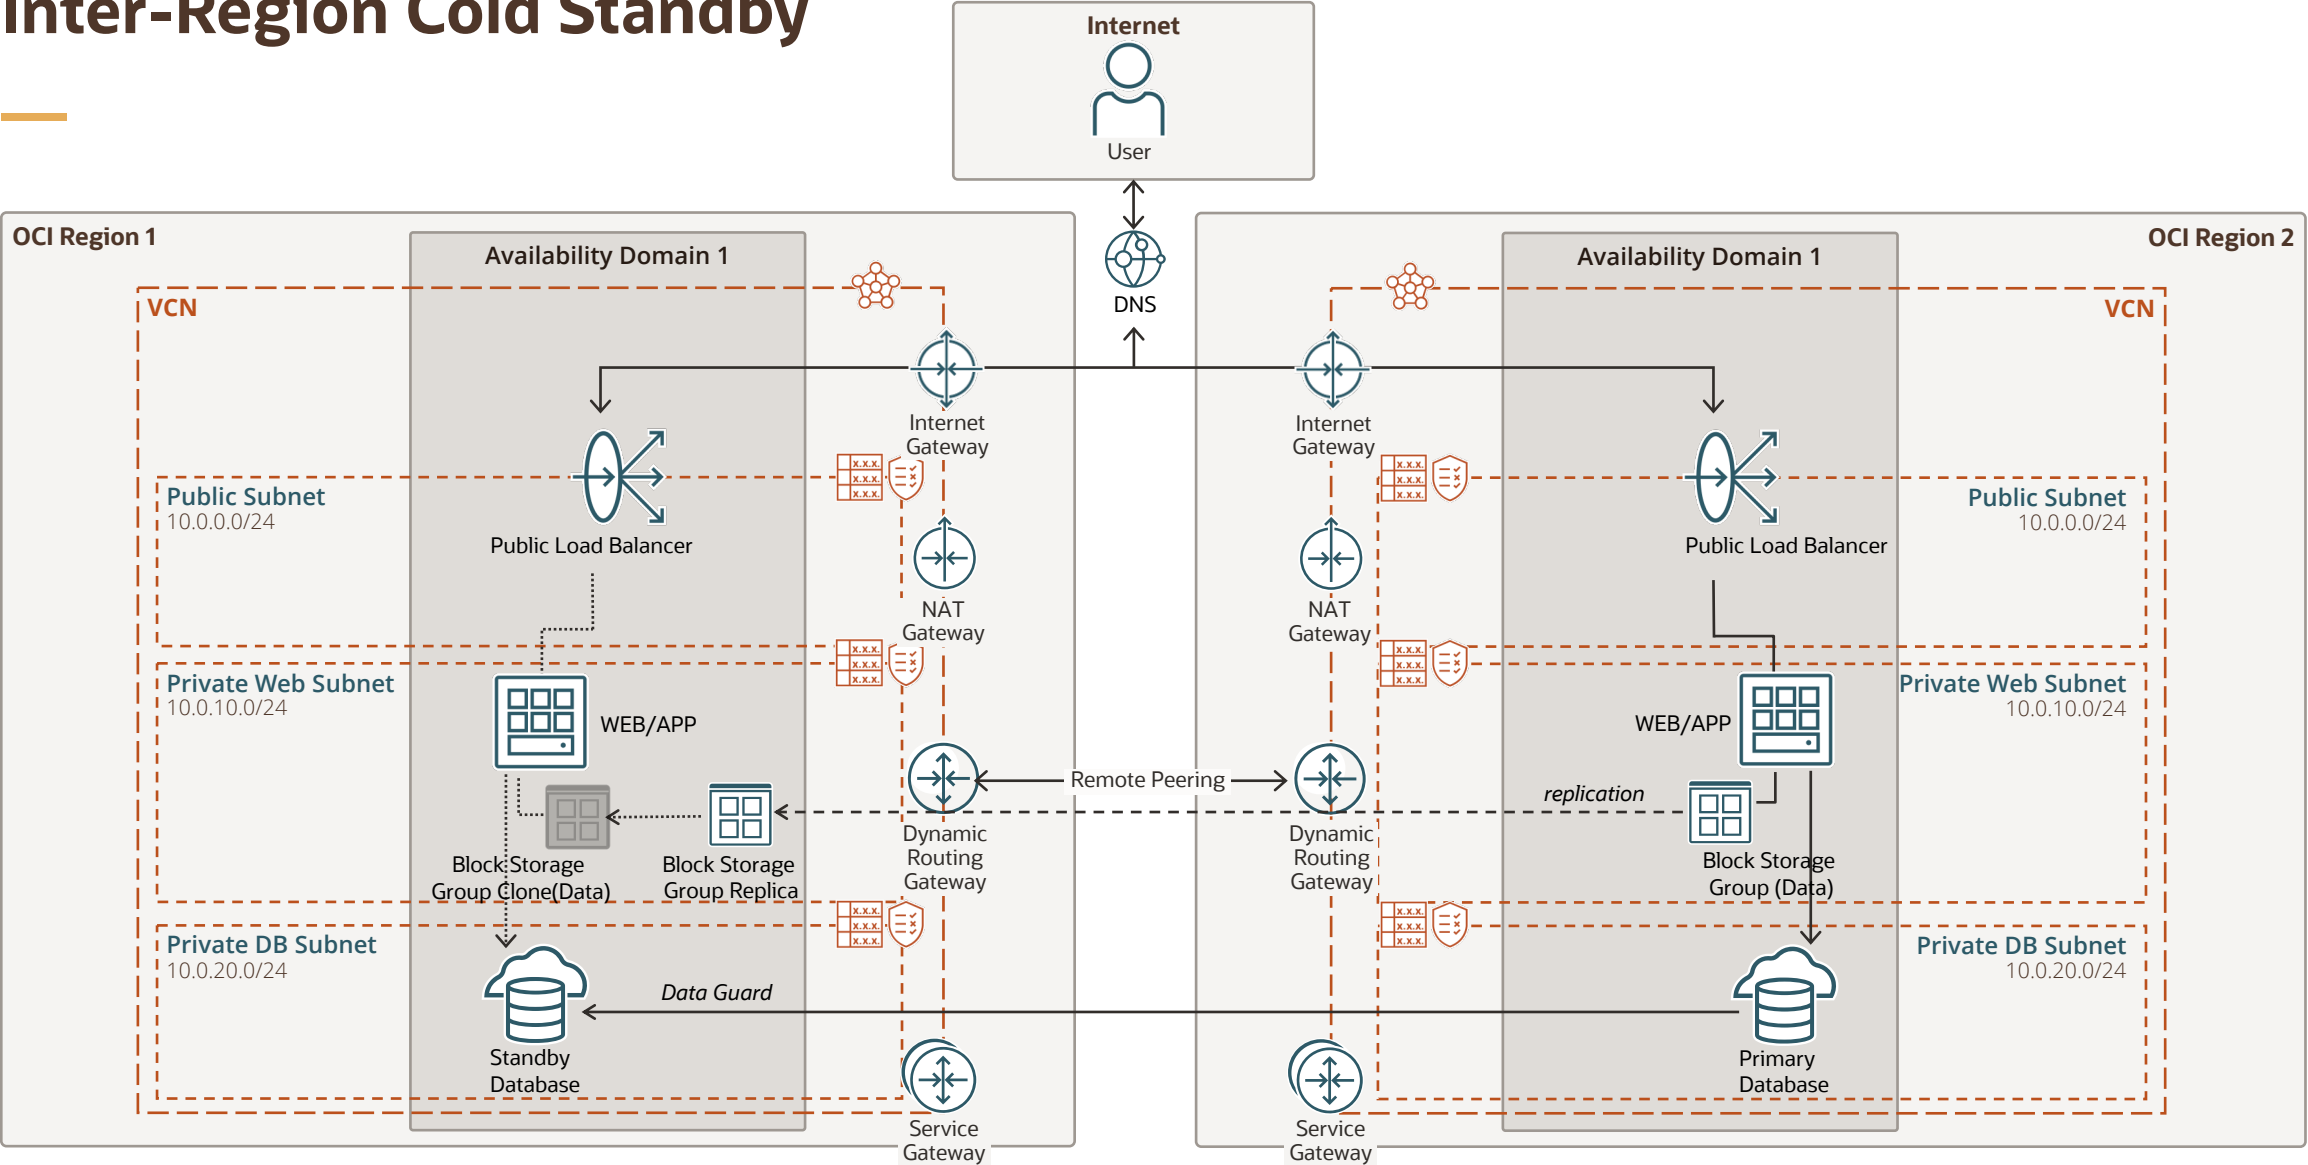 Inter-Region Cold Standby
Internet
User
DNS
OCI Region 1
Availability Domain 1
VCN
Internet
Gateway
Public Subnet
10.0.0.0/24
x.x.x.
x.x.x.
x.x.x.
Public Load Balancer
NAT
Gateway
x.x.x.
x.x.x.
x.x.x.
Private Web Subnet
10.0.10.0/24
WEB/APP
Block Storage
Group Clone(Data)
Block Storage
Group Replica
Dynamic
Routing
Gateway
x.x.x.
x.x.x.
x.x.x.
Private DB Subnet
10.0.20.0/24
Data Guard
Standby
Database
Service
Gateway
Remote Peering
OCI Region 2
Availability Domain 1
VCN
Internet
Gateway
x.x.x.
x.x.x.
x.x.x.
Public Subnet
10.0.0.0/24
Public Load Balancer
NAT
Gateway
x.x.x.
x.x.x.
x.x.x.
Private Web Subnet
10.0.10.0/24
WEB/APP
replication
Block Storage
Group (Data)
Dynamic
Routing
Gateway
x.x.x.
x.x.x.
x.x.x.
Private DB Subnet
10.0.20.0/24
Primary
Database
Service
Gateway